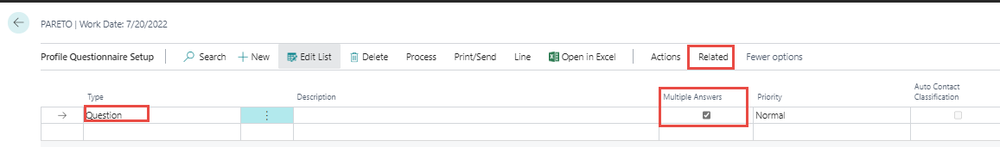 PARETO | Work Date: 7/20/2022
Profile Questionnaire Setup Search New Edit List Delete Process Print/Send Line Open in Excel Actions Related Fewer options
Type Description Multiple Answers Priority Auto Contact
Classification
Question Normal